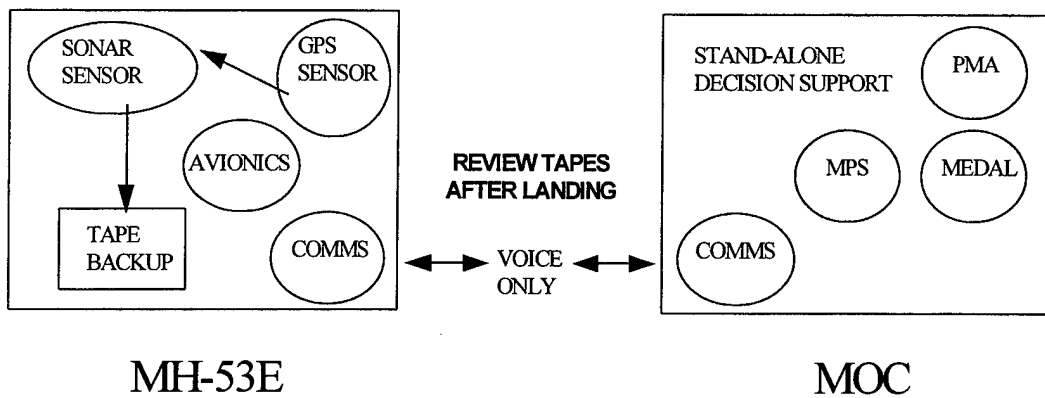 SONAR
SENSOR
GPS
SENSOR
AVIONICS
TAPE
BACKUP
COMMS
REVIEW TAPES
AFTER LANDING
VOICE
ONLY
STAND-ALONE
DECISION SUPPORT
PMA
MPS
MEDAL
COMMS
MH-53E
MOC